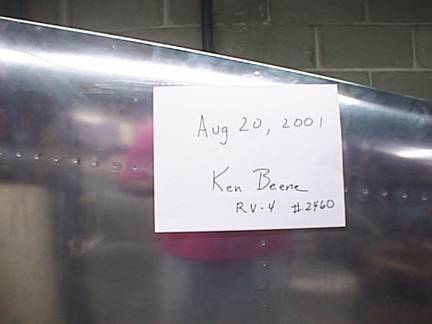 Aug 20, 2001
Ken Beene
RV-4 #2460